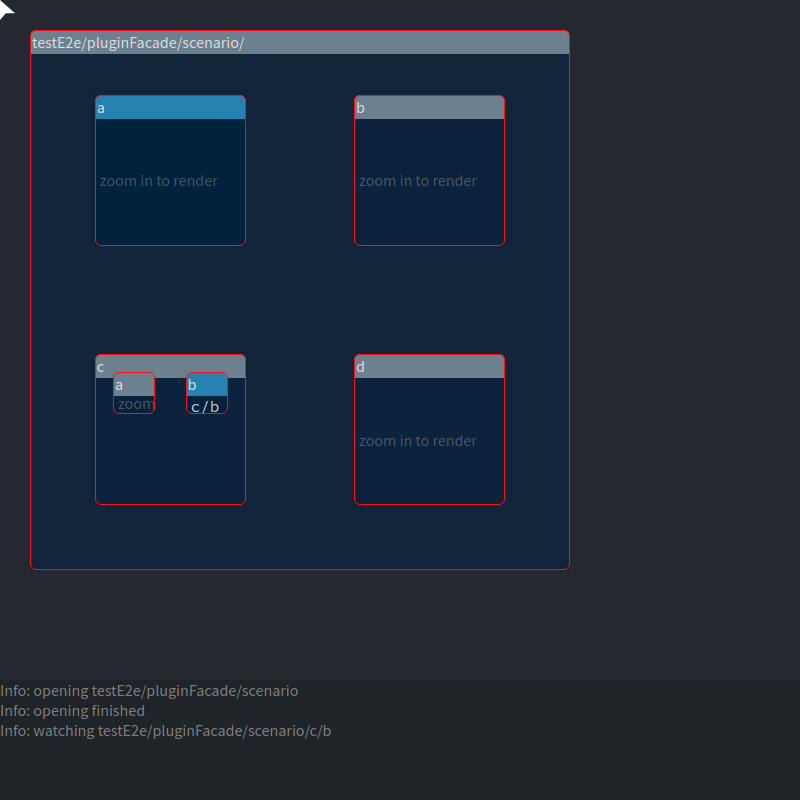 testE2e/pluginFacade/scenario/
a
b
zoom in to render
zoom in to render
c
d
a
b
zoom
c/b
zoom in to render
Info: opening testE2e/pluginFacade/scenario
Info: opening finished
Info: watching testE2e/pluginFacade/scenario/c/b